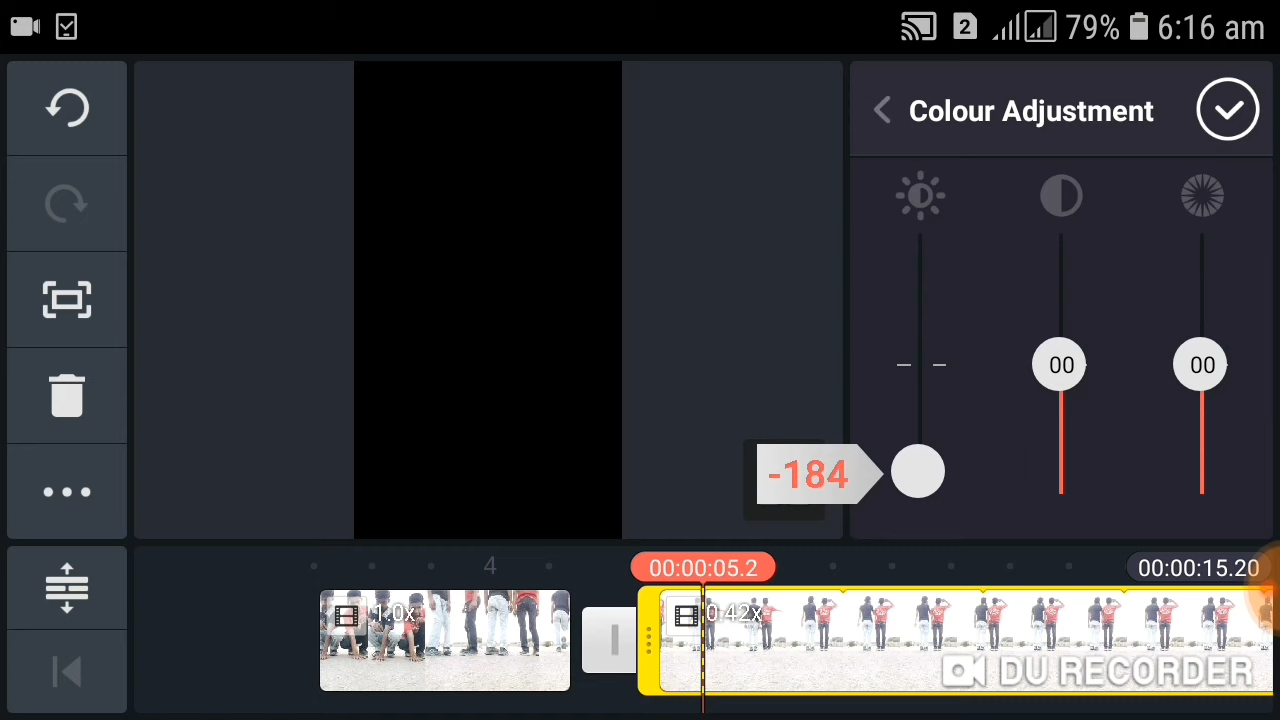 2 79% 6:16 am
Colour Adjustment
00 00
-184
4 00:00:05.2 00:00:15.20
1.0x 0.42x
DU RECORDER